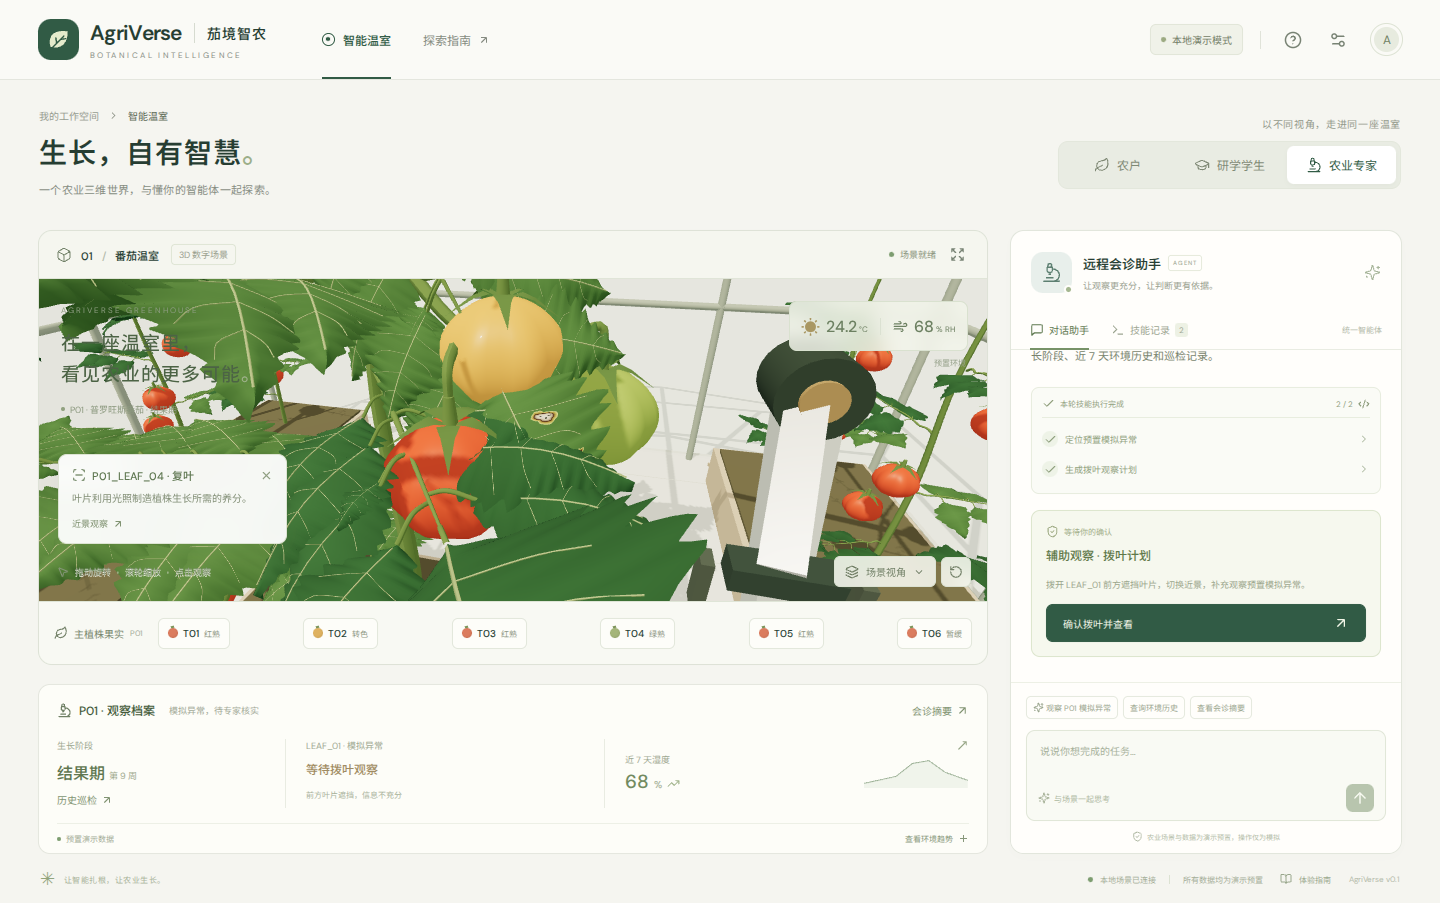 AgriVerse
茄境智农
BOTANICAL INTELLIGENCE
智能温室
探索指南
本地演示模式
A
我的工作空间 > 智能温室
生长，自有智慧。
一个农业三维世界，与懂你的智能体一起探索。
以不同视角，走进同一座温室
农户
研学学生
农业专家
01 / 番茄温室
3D 数字场景
场景就绪
AGRIVERSE GREENHOUSE
在一座温室里，
看见农业的更多可能。
24.2°C
68 % RH
P01_LEAF_04 · 复叶
叶片利用光照制造植株生长所需的养分。
近景观察
拖动旋转 · 滚轮缩放 · 点击观察
场景视角
主植株果实 P01
T01 红熟
T02 转色
T03 红熟
T04 绿熟
T05 红熟
T06 暂缓
P01 · 观察档案
模拟异常，待专家核实
会诊摘要
生长阶段
结果期 第 9 周
历史巡检
LEAF_01 · 模拟异常
等待拨叶观察
前方叶片遮挡，信息不充分
近 7 天湿度
68 %
预置演示数据
查看环境趋势
远程会诊助手
AGENT
让观察更充分，让判断更有依据。
对话助手
技能记录 2
统一智能体
长阶段、近 7 天环境历史和巡检记录。
本轮技能执行完成
2 / 2
定位预置模拟异常
生成拨叶观察计划
等待你的确认
辅助观察 · 拨叶计划
拨开 LEAF_01 前方遮挡叶片，切换近景，补充观察预置模拟异常。
确认拨叶并查看
观察 P01 模拟异常
查询环境历史
查看会诊摘要
说说你想完成的任务…
与场景一起思考
农业场景与数据为演示预置，操作仅为模拟
让智能扎根，让农业生长。
本地场景已连接
所有数据均为演示预置
体验指南
AgriVerse v0.1